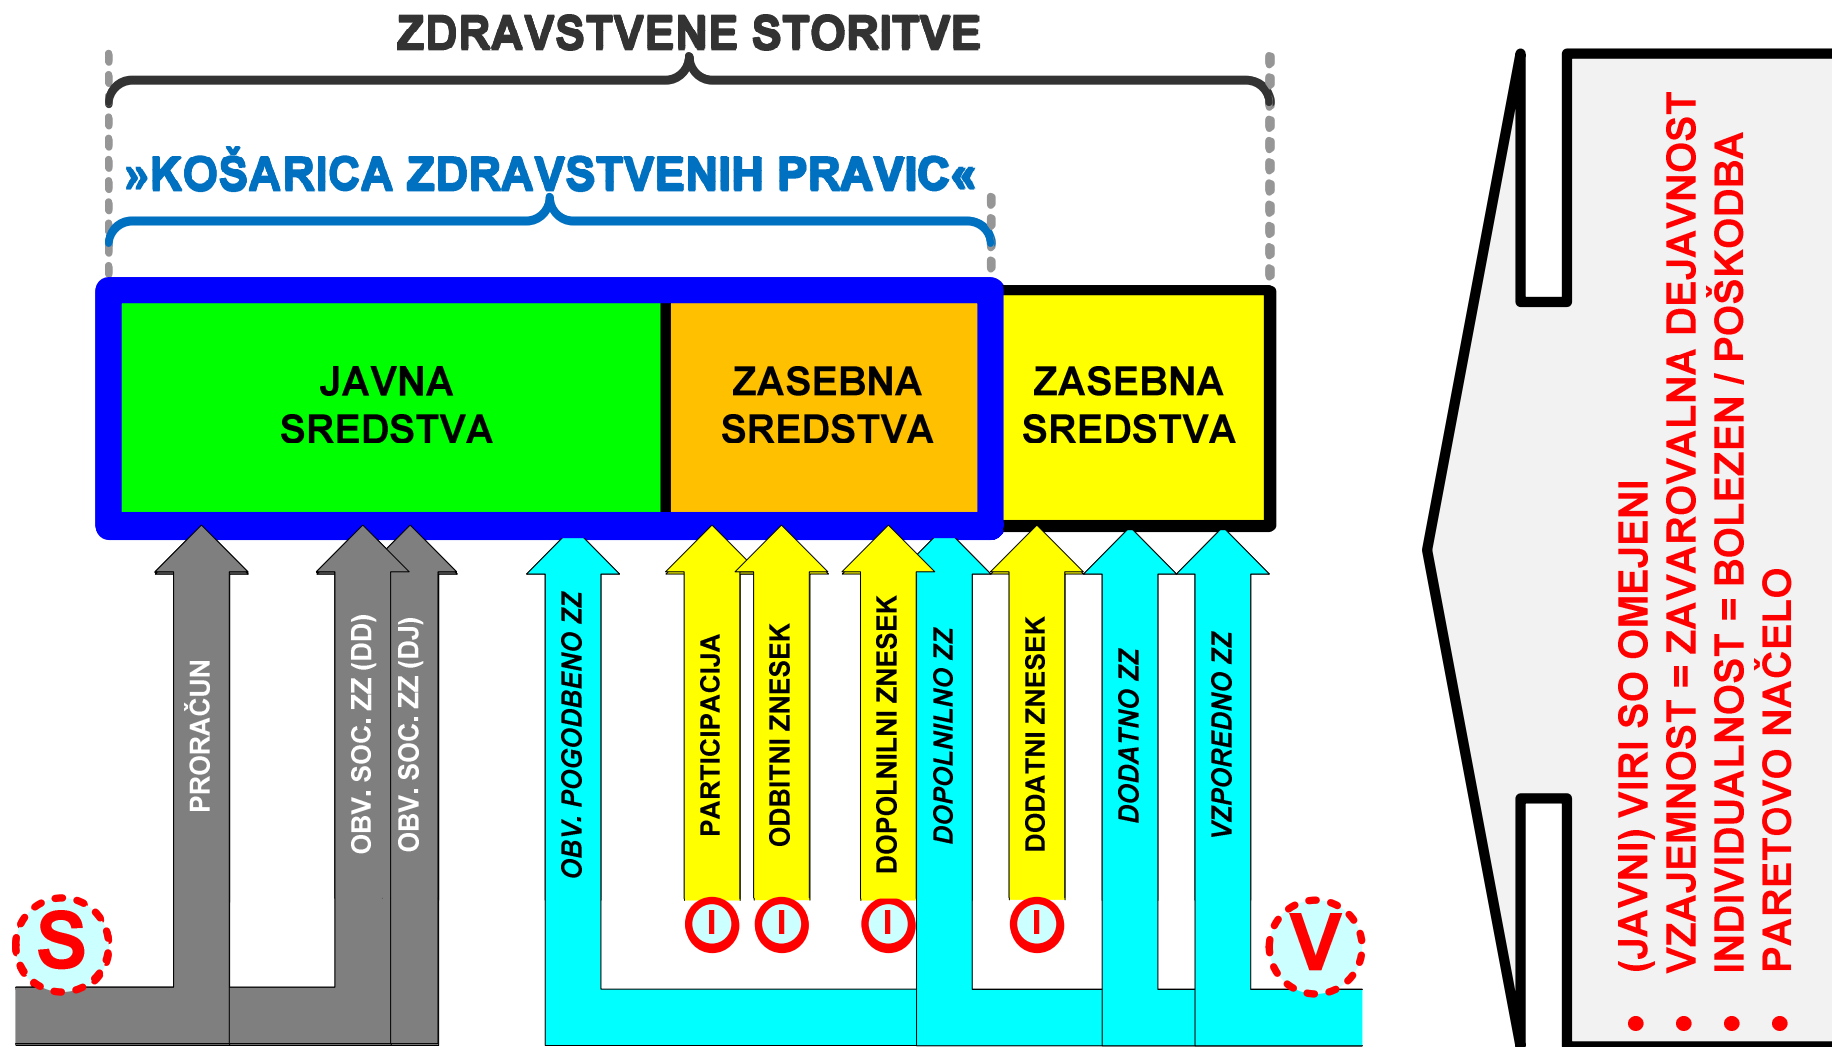 ZDRAVSTVENE STORITVE
»KOŠARICA ZDRAVSTVENIH PRAVIC«
JAVNA
SREDSTVA
ZASEBNA
SREDSTVA
ZASEBNA
SREDSTVA
PRORAČUN
OBV. SOC. ZZ (DD)
OBV. SOC. ZZ (DJ)
OBV. POGODBENO ZZ
PARTICIPACIJA
ODBITNI ZNESEK
DOPOLNILNI ZNESEK
DOPOLNILNO ZZ
DODATNI ZNESEK
DODATNO ZZ
VZPOREDNO ZZ
S
I
I
I
I
V
• (JAVNI) VIRI SO OMEJENI
• VZAJEMNOST = ZAVAROVALNA DEJAVNOST
• INDIVIDUALNOST = BOLEZEN / POŠKODBA
• PARETOVO NAČELO